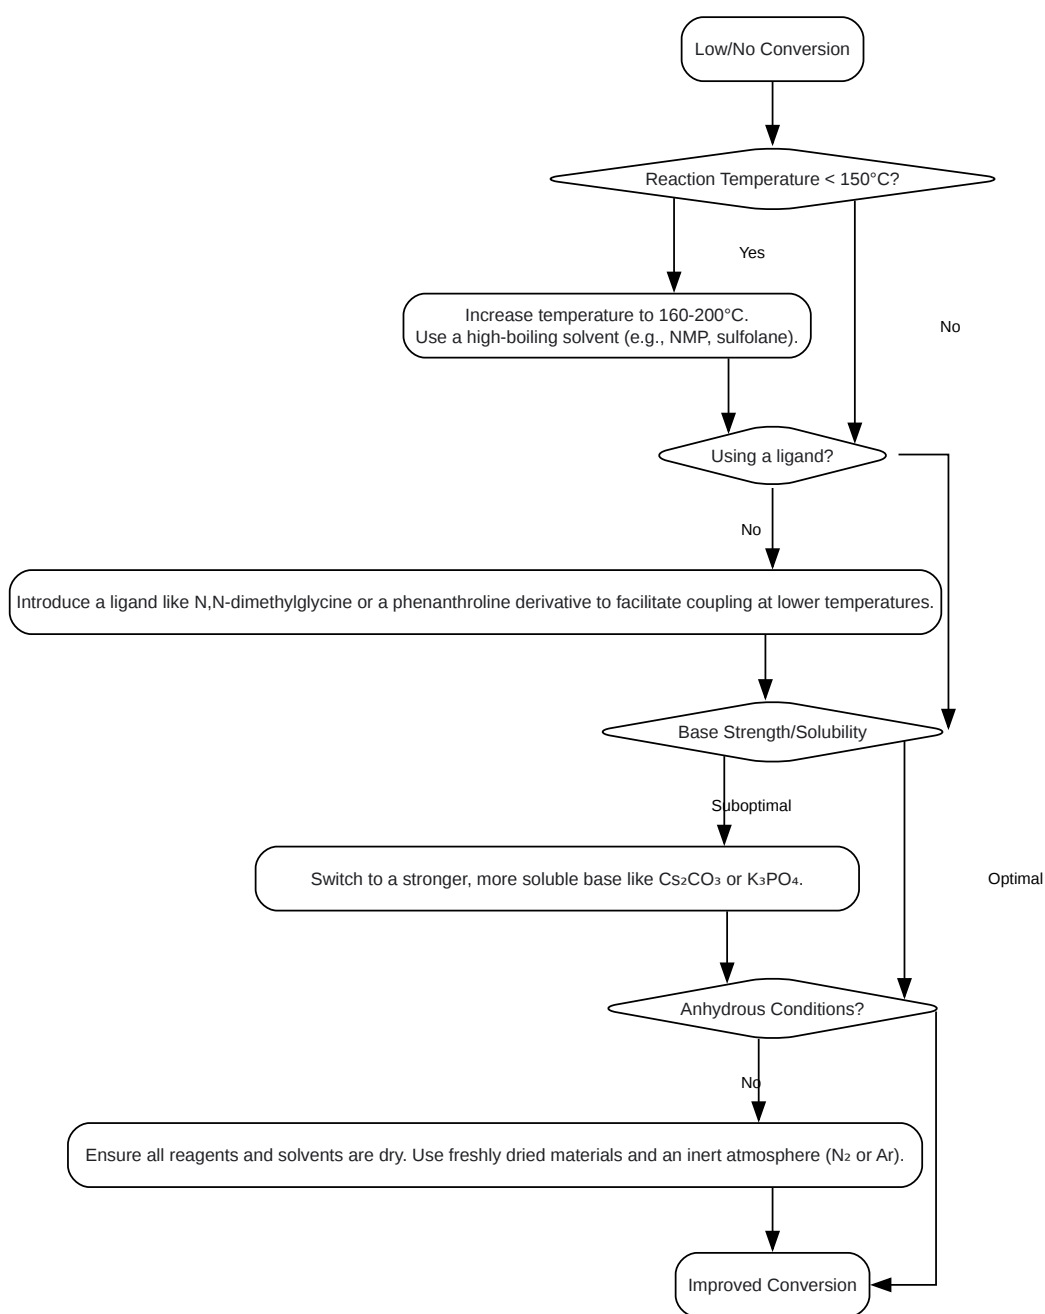 Low/No Conversion
Reaction Temperature < 150°C?
Yes
Increase temperature to 160-200°C.
Use a high-boiling solvent (e.g., NMP, sulfolane).
No
Using a ligand?
No
Introduce a ligand like N,N-dimethylglycine or a phenanthroline derivative to facilitate coupling at lower temperatures.
Base Strength/Solubility
Suboptimal
Switch to a stronger, more soluble base like Cs₂CO₃ or K₃PO₄.
Optimal
Anhydrous Conditions?
No
Ensure all reagents and solvents are dry. Use freshly dried materials and an inert atmosphere (N₂ or Ar).
Improved Conversion